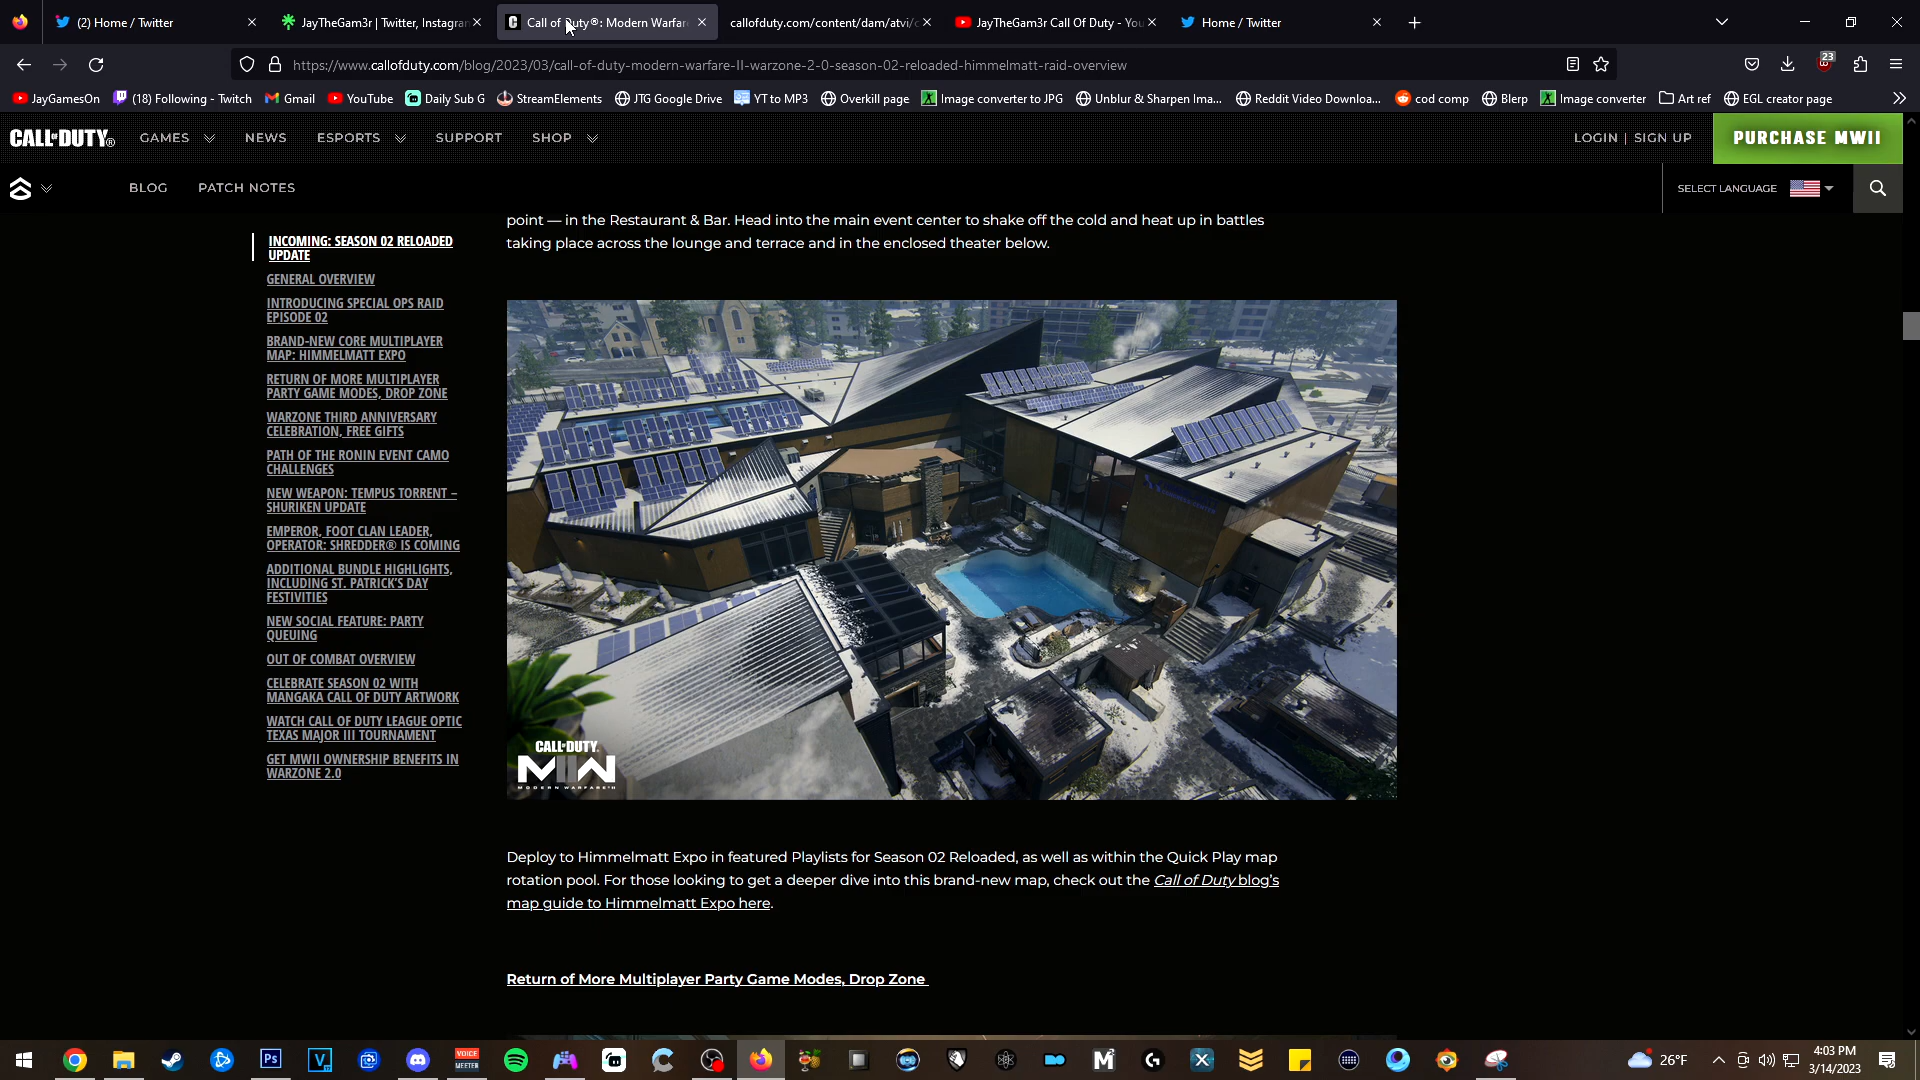 (2) Home / Twitter
JayTheGam3r | Twitter, Instagran
Call of Duty®: Modern Warfar
callofduty.com/content/dam/atvi/c
JayTheGam3r Call Of Duty - You
Home / Twitter
https://www.callofduty.com/blog/2023/03/call-of-duty-modern-warfare-II-warzone-2-0-season-02-reloaded-himmelmatt-raid-overview
23
JayGamesOn
(18) Following - Twitch
Gmail
YouTube
Daily Sub G
StreamElements
JTG Google Drive
YT to MP3
Overkill page
Image converter to JPG
Unblur & Sharpen Ima...
Reddit Video Downloa...
cod comp
Blerp
Image converter
Art ref
EGL creator page
CALL OF DUTY®
GAMES
NEWS
ESPORTS
SUPPORT
SHOP
LOGIN | SIGN UP
PURCHASE MWII
BLOG
PATCH NOTES
SELECT LANGUAGE
INCOMING: SEASON 02 RELOADED
UPDATE
GENERAL OVERVIEW
INTRODUCING SPECIAL OPS RAID
EPISODE 02
BRAND-NEW CORE MULTIPLAYER
MAP: HIMMELMATT EXPO
RETURN OF MORE MULTIPLAYER
PARTY GAME MODES, DROP ZONE
WARZONE THIRD ANNIVERSARY
CELEBRATION, FREE GIFTS
PATH OF THE RONIN EVENT CAMO
CHALLENGES
NEW WEAPON: TEMPUS TORRENT –
SHURIKEN UPDATE
EMPEROR, FOOT CLAN LEADER,
OPERATOR: SHREDDER® IS COMING
ADDITIONAL BUNDLE HIGHLIGHTS,
INCLUDING ST. PATRICK'S DAY
FESTIVITIES
NEW SOCIAL FEATURE: PARTY
QUEUING
OUT OF COMBAT OVERVIEW
CELEBRATE SEASON 02 WITH
MANGAKA CALL OF DUTY ARTWORK
WATCH CALL OF DUTY LEAGUE OPTIC
TEXAS MAJOR III TOURNAMENT
GET MWII OWNERSHIP BENEFITS IN
WARZONE 2.0
point — in the Restaurant & Bar. Head into the main event center to shake off the cold and heat up in battles
taking place across the lounge and terrace and in the enclosed theater below.
CALL OF DUTY.
MWII
MODERN WARFARE II
Deploy to Himmelmatt Expo in featured Playlists for Season 02 Reloaded, as well as within the Quick Play map
rotation pool. For those looking to get a deeper dive into this brand-new map, check out the Call of Duty blog's
map guide to Himmelmatt Expo here.
Return of More Multiplayer Party Game Modes, Drop Zone
Ps
V
VOICE
MEETER
M
26°F
4:03 PM
3/14/2023